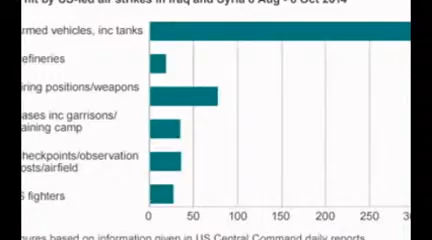 hit by US-led air strikes in Iraq and Syria 8 Aug - 6 Oct 2014
rmed vehicles, inc tanks
efineries
iring positions/weapons
ases inc garrisons/
aining camp
heckpoints/observation
osts/airfield
fighters
0 50 100 150 200 250 30
gures based on information given in US Central Command daily reports